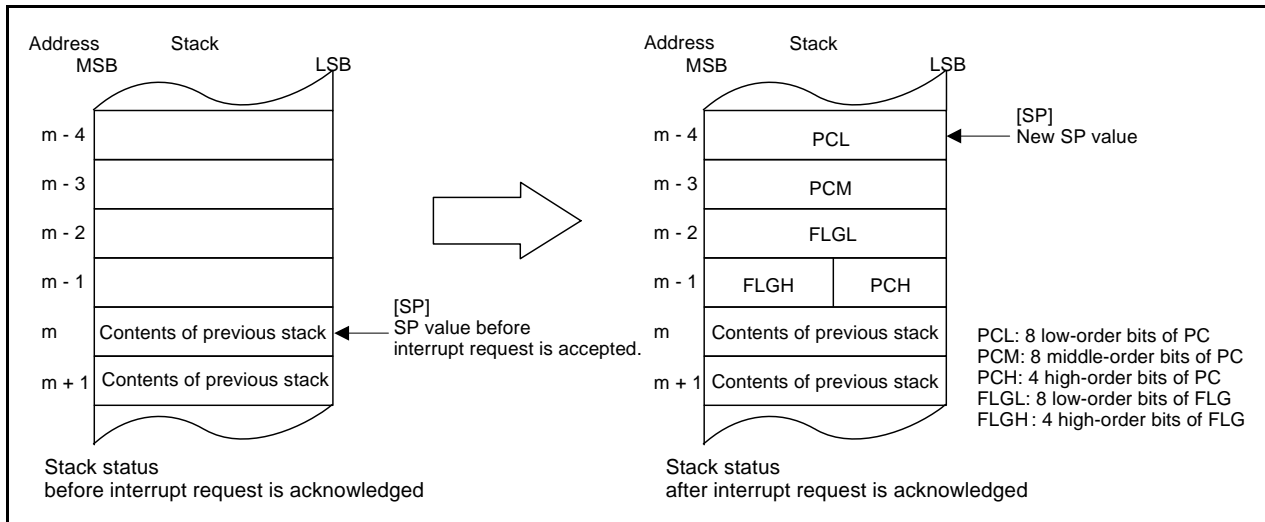 Address
Stack
MSB
LSB
m - 4
m - 3
m - 2
m - 1
m
Contents of previous stack
m + 1
Contents of previous stack
[SP]
SP value before
interrupt request is accepted.
Stack status
before interrupt request is acknowledged
Address
Stack
MSB
LSB
m - 4
PCL
m - 3
PCM
m - 2
FLGL
m - 1
FLGH
PCH
m
Contents of previous stack
m + 1
Contents of previous stack
[SP]
New SP value
PCL: 8 low-order bits of PC
PCM: 8 middle-order bits of PC
PCH: 4 high-order bits of PC
FLGL: 8 low-order bits of FLG
FLGH : 4 high-order bits of FLG
Stack status
after interrupt request is acknowledged